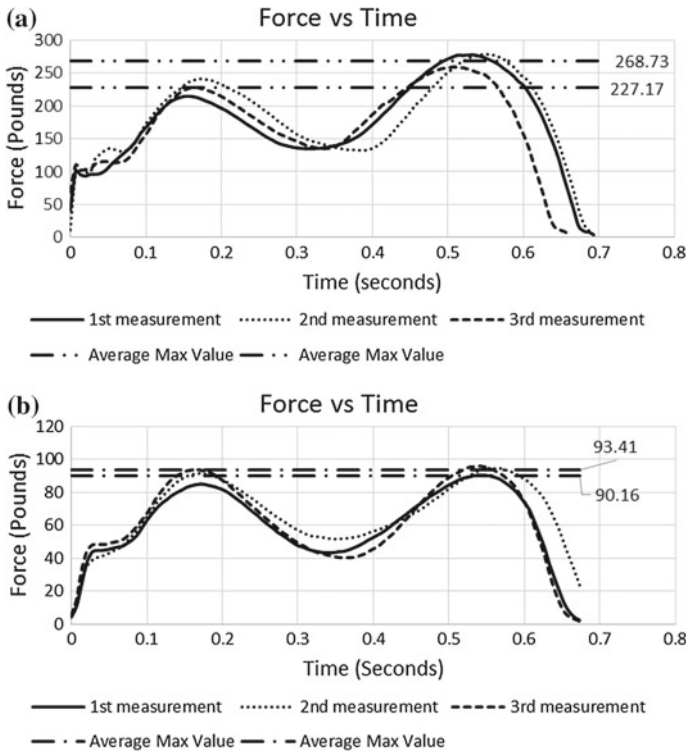 (a)
Force vs Time
Force (Pounds)
300
250
200
150
100
50
0
268.73
227.17
0 0.1 0.2 0.3 0.4 0.5 0.6 0.7 0.8
Time (seconds)
1st measurement 2nd measurement 3rd measurement
Average Max Value Average Max Value
(b)
Force vs Time
Force (Pounds)
120
100
80
60
40
20
0
93.41
90.16
0 0.1 0.2 0.3 0.4 0.5 0.6 0.7 0.8
Time (Seconds)
1st measurement 2nd measurement 3rd measurement
Average Max Value Average Max Value